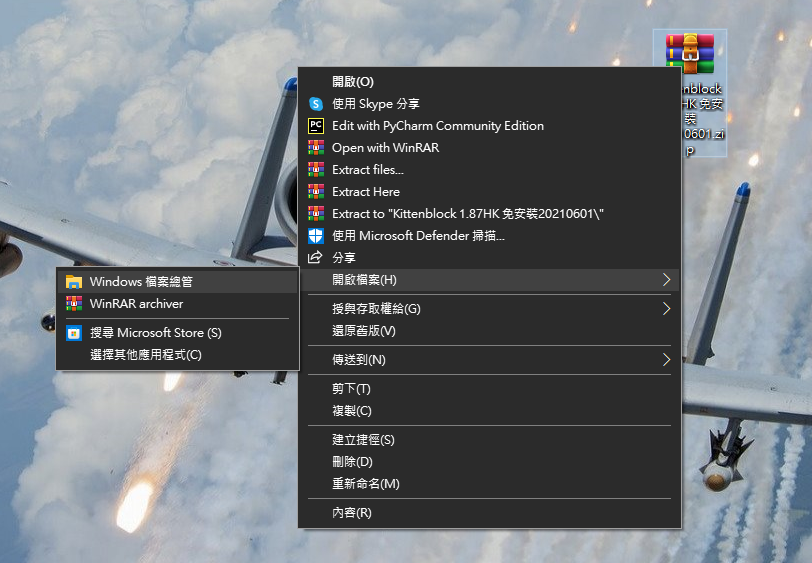 nblock
HK 免安
裝
0601.zi
p
開啟(O)
使用 Skype 分享
PC
Edit with PyCharm Community Edition
Open with WinRAR
Extract files...
Extract Here
Extract to "Kittenblock 1.87HK 免安裝20210601\"
使用 Microsoft Defender 掃描...
分享
開啟檔案(H)
授與存取權給(G)
還原舊版(V)
傳送到(N)
剪下(T)
複製(C)
建立捷徑(S)
刪除(D)
重新命名(M)
內容(R)
Windows 檔案總管
WinRAR archiver
搜尋 Microsoft Store (S)
選擇其他應用程式(C)